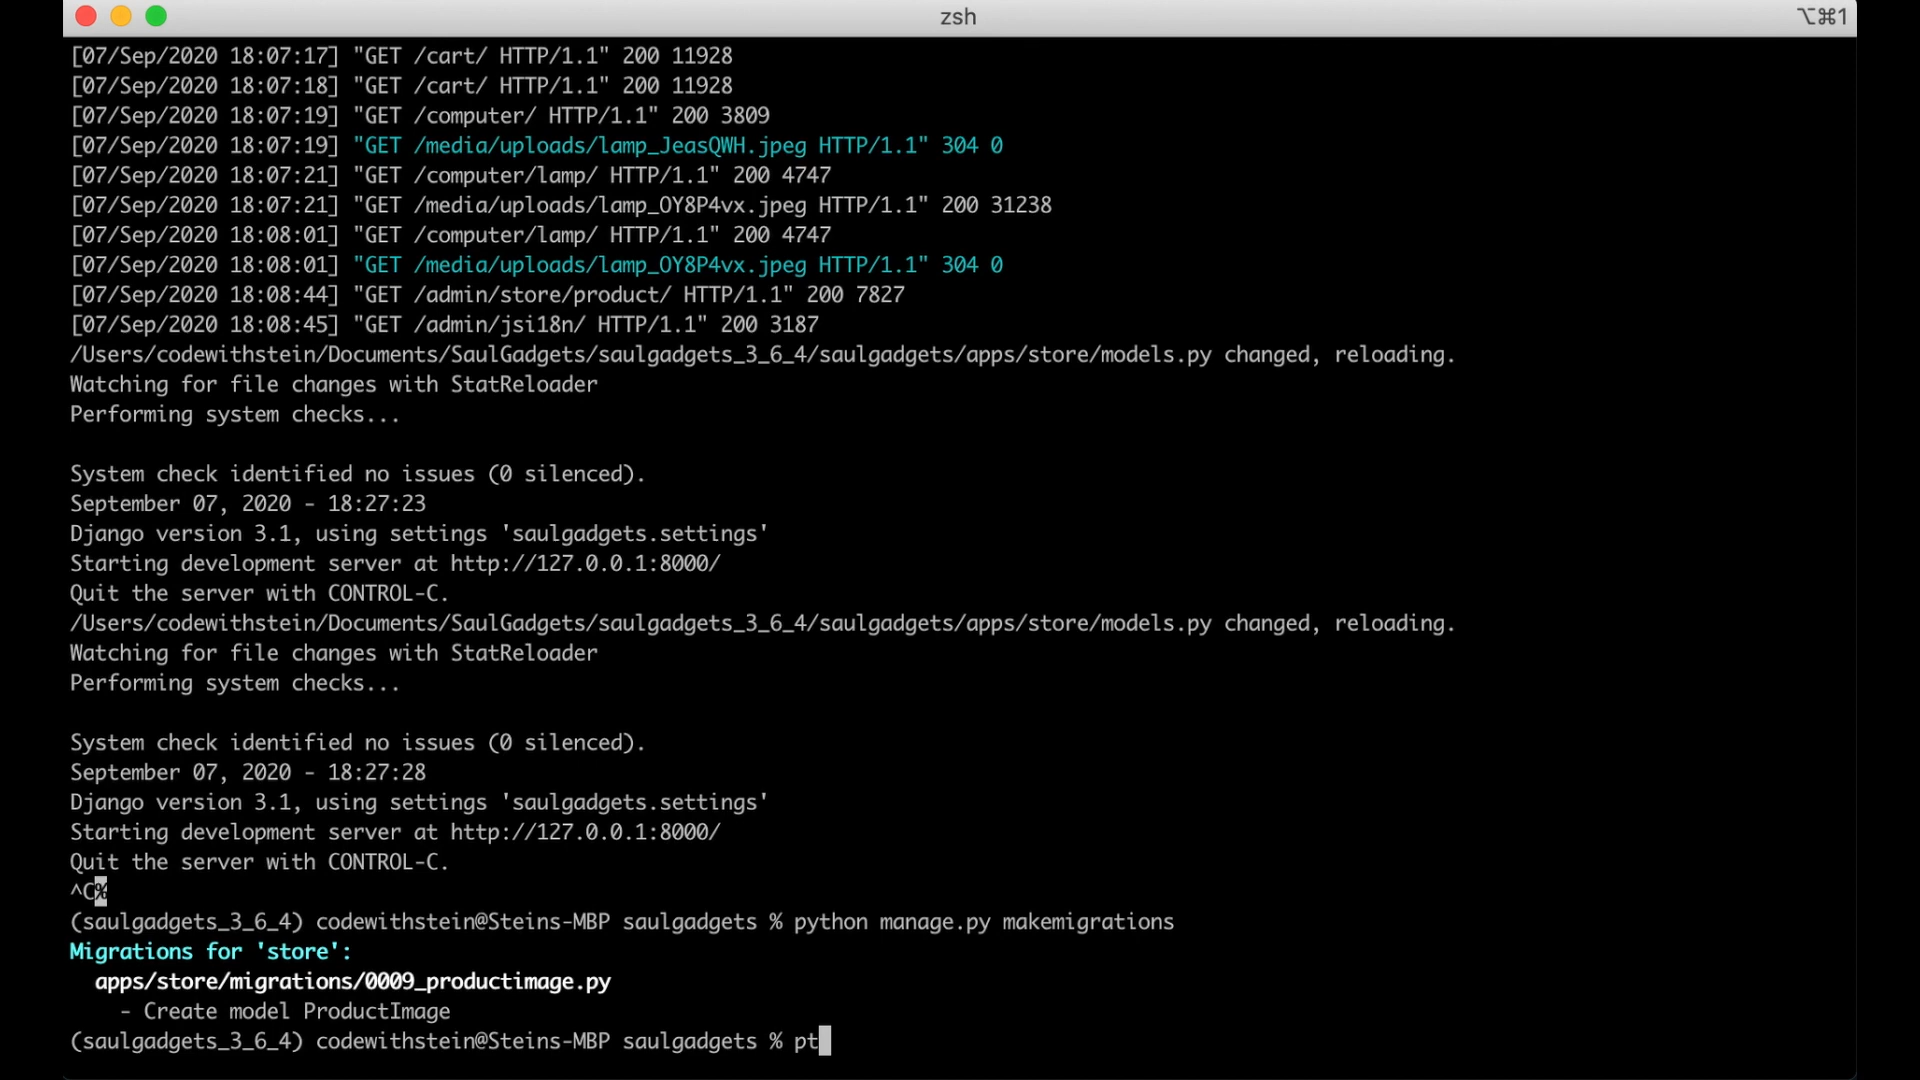 zsh
⌥⌘1
[07/Sep/2020 18:07:17] "GET /cart/ HTTP/1.1" 200 11928
[07/Sep/2020 18:07:18] "GET /cart/ HTTP/1.1" 200 11928
[07/Sep/2020 18:07:19] "GET /computer/ HTTP/1.1" 200 3809
[07/Sep/2020 18:07:19] "GET /media/uploads/lamp_JeasQWH.jpeg HTTP/1.1" 304 0
[07/Sep/2020 18:07:21] "GET /computer/lamp/ HTTP/1.1" 200 4747
[07/Sep/2020 18:07:21] "GET /media/uploads/lamp_OY8P4vx.jpeg HTTP/1.1" 200 31238
[07/Sep/2020 18:08:01] "GET /computer/lamp/ HTTP/1.1" 200 4747
[07/Sep/2020 18:08:01] "GET /media/uploads/lamp_OY8P4vx.jpeg HTTP/1.1" 304 0
[07/Sep/2020 18:08:44] "GET /admin/store/product/ HTTP/1.1" 200 7827
[07/Sep/2020 18:08:45] "GET /admin/jsi18n/ HTTP/1.1" 200 3187
/Users/codewithstein/Documents/SaulGadgets/saulgadgets_3_6_4/saulgadgets/apps/store/models.py changed, reloading.
Watching for file changes with StatReloader
Performing system checks...
System check identified no issues (0 silenced).
September 07, 2020 - 18:27:23
Django version 3.1, using settings 'saulgadgets.settings'
Starting development server at http://127.0.0.1:8000/
Quit the server with CONTROL-C.
/Users/codewithstein/Documents/SaulGadgets/saulgadgets_3_6_4/saulgadgets/apps/store/models.py changed, reloading.
Watching for file changes with StatReloader
Performing system checks...
System check identified no issues (0 silenced).
September 07, 2020 - 18:27:28
Django version 3.1, using settings 'saulgadgets.settings'
Starting development server at http://127.0.0.1:8000/
Quit the server with CONTROL-C.
^C%
(saulgadgets_3_6_4) codewithstein@Steins-MBP saulgadgets % python manage.py makemigrations
Migrations for 'store':
apps/store/migrations/0009_productimage.py
- Create model ProductImage
(saulgadgets_3_6_4) codewithstein@Steins-MBP saulgadgets % pt